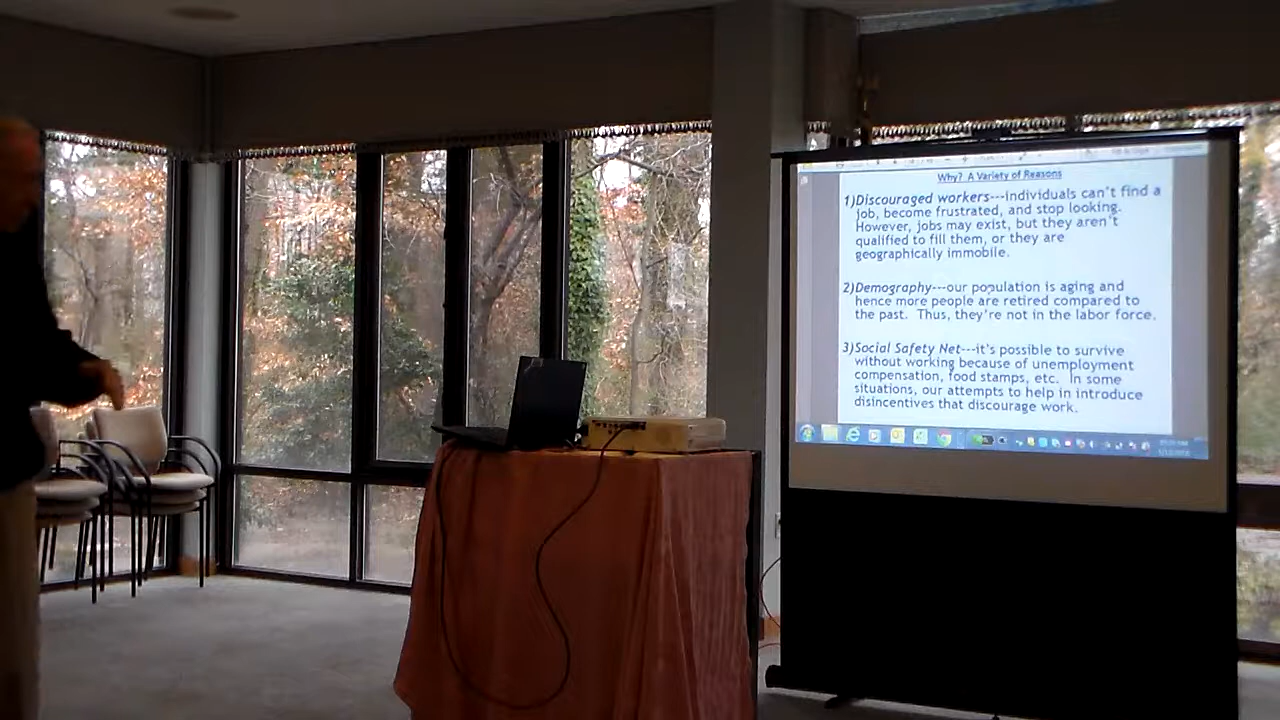 Why? A Variety of Reasons
1)Discouraged workers---individuals can't find a
job, become frustrated, and stop looking.
However, jobs may exist, but they aren't
qualified to fill them, or they are
geographically immobile.
2)Demography---our population is aging and
hence more people are retired compared to
the past. Thus, they're not in the labor force.
3)Social Safety Net---it's possible to survive
without working because of unemployment
compensation, food stamps, etc. In some
situations, our attempts to help in introduce
disincentives that discourage work.